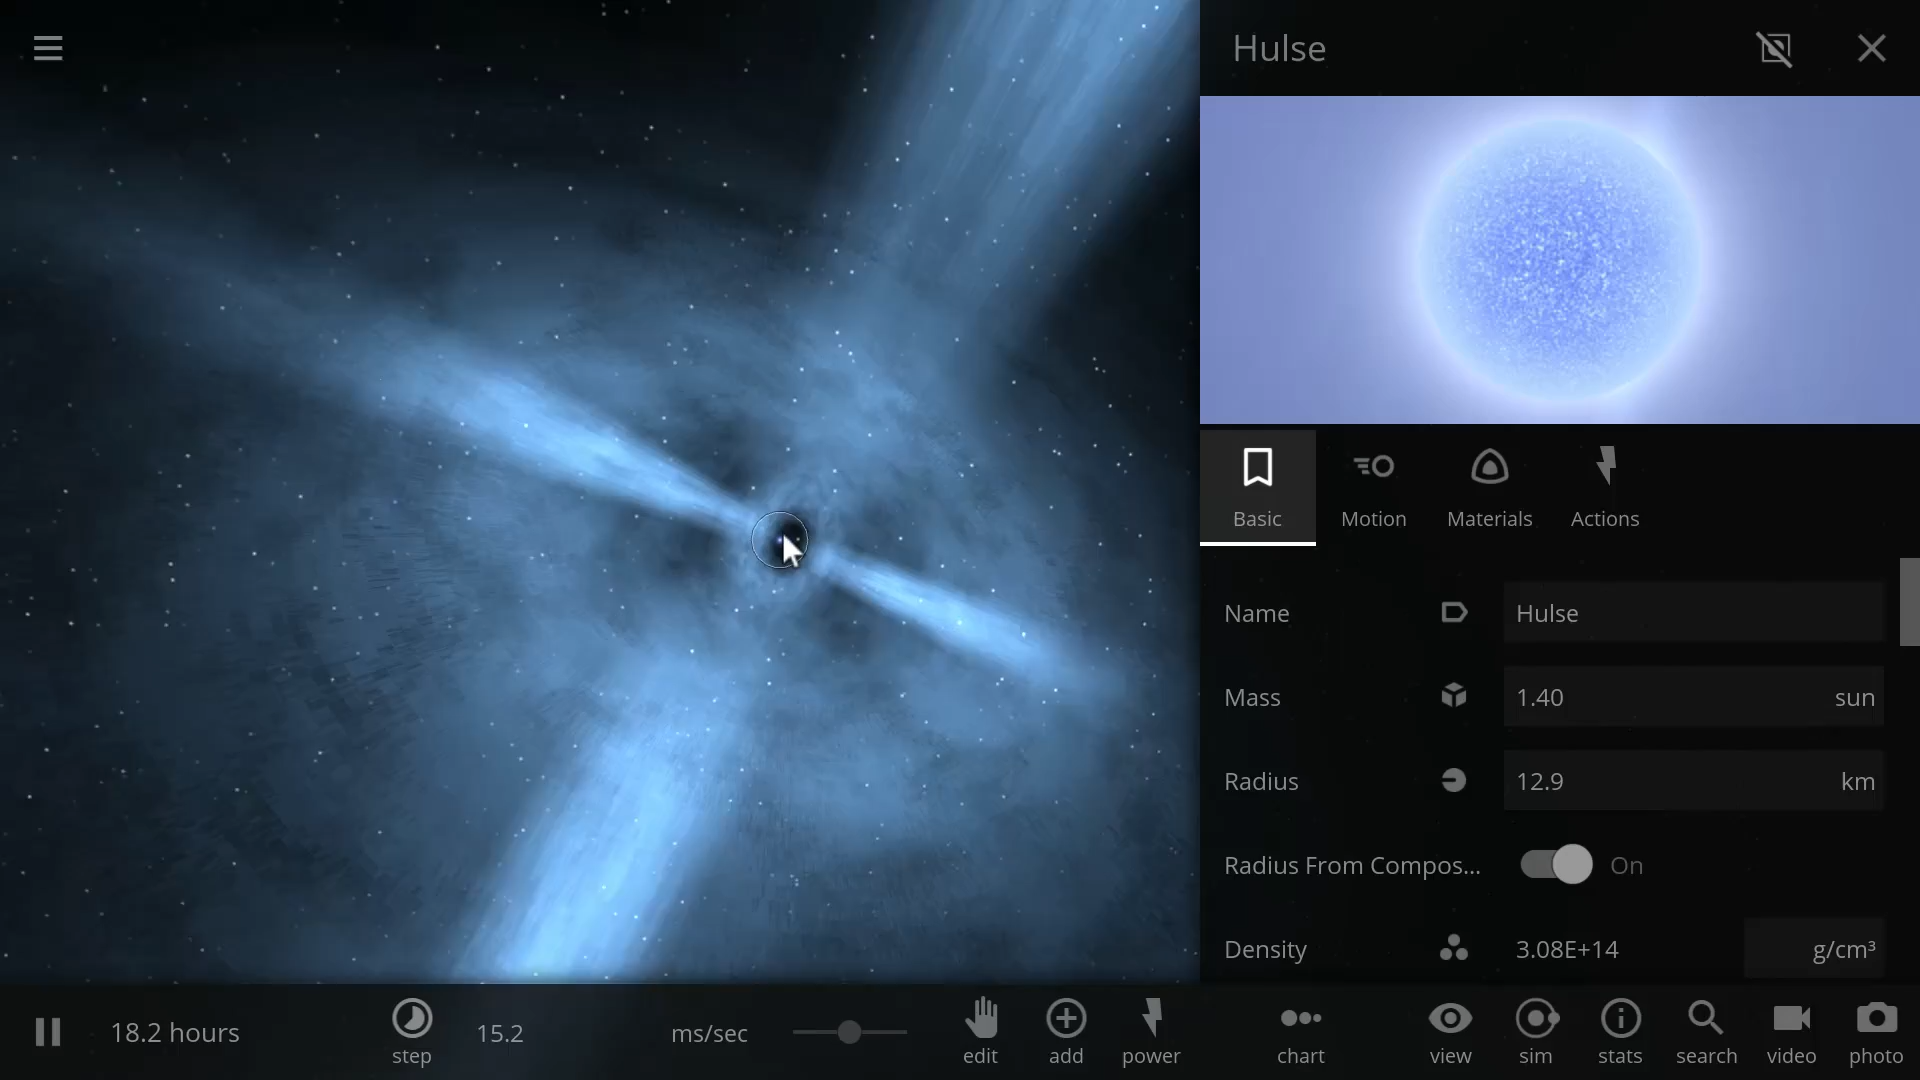 Hulse
Basic
Motion
Materials
Actions
Name
Hulse
Mass
1.40
sun
Radius
12.9
km
Radius From Compos...
On
Density
3.08E+14
g/cm³
18.2 hours
step
15.2
ms/sec
edit
add
power
chart
view
sim
stats
search
video
photo